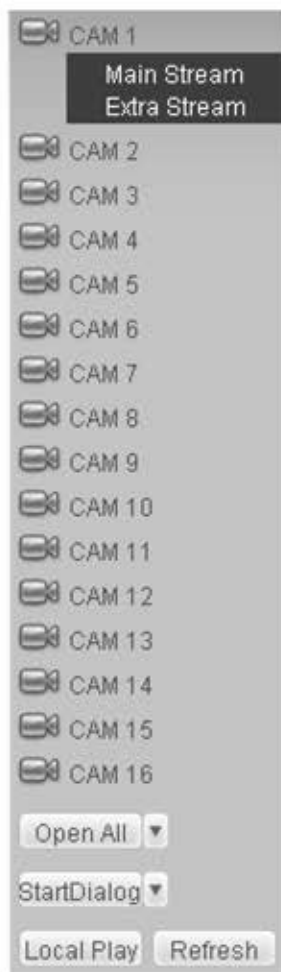 CAM 1
Main Stream
Extra Stream
CAM 2
CAM 3
CAM 4
CAM 5
CAM 6
CAM 7
CAM 8
CAM 9
CAM 10
CAM 11
CAM 12
CAM 13
CAM 14
CAM 15
CAM 16
Open All
StartDialog
Local Play Refresh